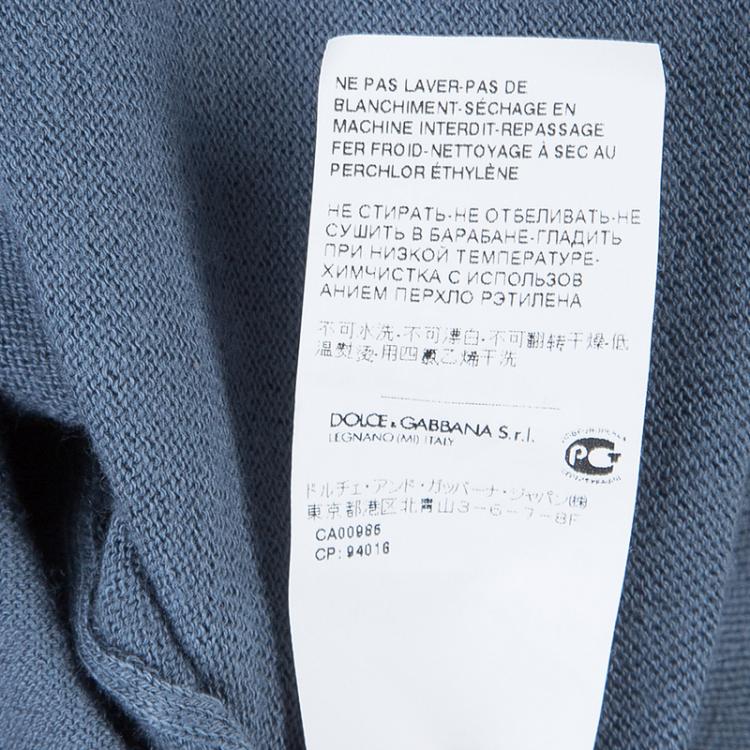 NE PAS LAVER-PAS DE
BLANCHIMENT-SÉCHAGE EN
MACHINE INTERDIT-REPASSAGE
FER FROID-NETTOYAGE À SEC AU
PERCHLOR ÉTHYLÈNE
НЕ СТИРАТЬ-НЕ ОТБЕЛИВАТЬ-НЕ
СУШИТЬ В БАРАБАНЕ-ГЛАДИТЬ
ПРИ НИЗКОЙ ТЕМПЕРАТУРЕ-
ХИМЧИСТКА С ИСПОЛЬЗОВ
АНИЕМ ПЕРХЛО РЭТИЛЕНА
不可水洗-不可漂白-不可翻转干燥-低
温熨烫-用四氯乙烯干洗
DOLCE & GABBANA S.r.l.
LEGNANO (MI) ITALY
PG
ドルチェ・アンド・ガッバーナ・ジャパン(株)
東京都港区北青山3-6-7-8F
CA00986
CP: 94016